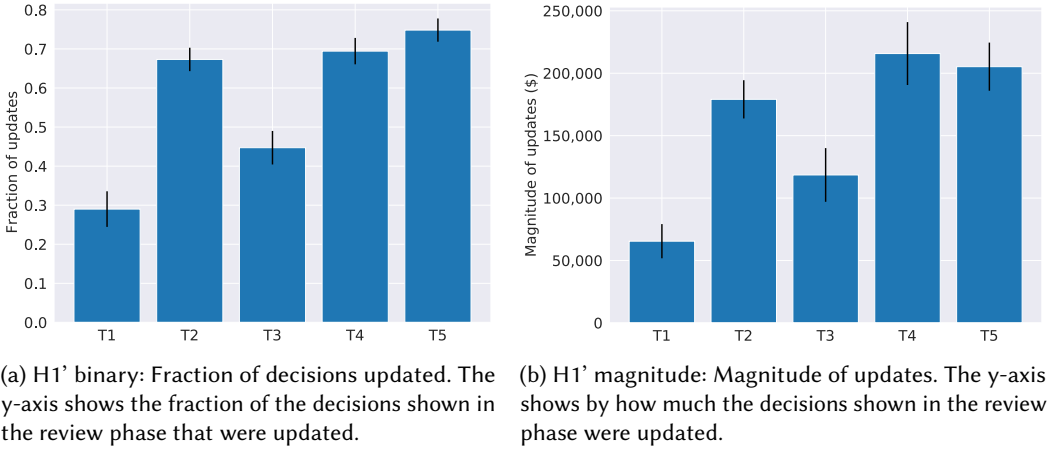 Fraction of updates
0.8
0.7
0.6
0.5
0.4
0.3
0.2
0.1
0.0
T1 T2 T3 T4 T5
(a) H1’ binary: Fraction of decisions updated. The
y-axis shows the fraction of the decisions shown in
the review phase that were updated.
Magnitude of updates ($)
250,000
200,000
150,000
100,000
50,000
0
T1 T2 T3 T4 T5
(b) H1’ magnitude: Magnitude of updates. The y-axis
shows by how much the decisions shown in the review
phase were updated.